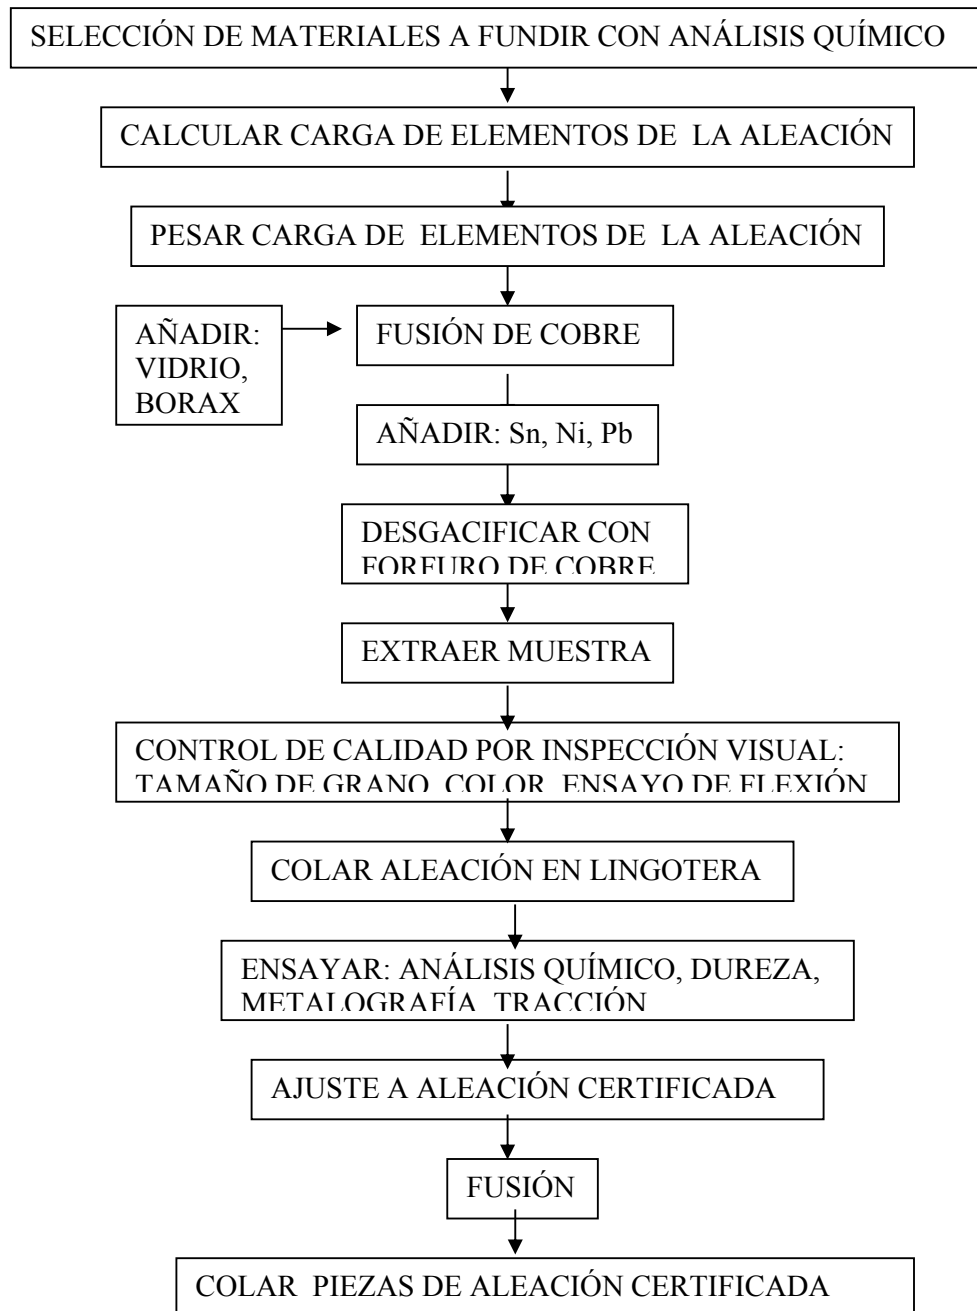 SELECCIÓN DE MATERIALES A FUNDIR CON ANÁLISIS QUÍMICO
CALCULAR CARGA DE ELEMENTOS DE LA ALEACIÓN
PESAR CARGA DE ELEMENTOS DE LA ALEACIÓN
AÑADIR:
VIDRIO,
BORAX
FUSIÓN DE COBRE
AÑADIR: Sn, Ni, Pb
DESGACIFICAR CON
FORFURO DE COBRE
EXTRAER MUESTRA
CONTROL DE CALIDAD POR INSPECCIÓN VISUAL:
TAMAÑO DE GRANO, COLOR, ENSAYO DE FLEXIÓN
COLAR ALEACIÓN EN LINGOTERA
ENSAYAR: ANÁLISIS QUÍMICO, DUREZA,
METALOGRAFÍA, TRACCIÓN
AJUSTE A ALEACIÓN CERTIFICADA
FUSIÓN
COLAR PIEZAS DE ALEACIÓN CERTIFICADA